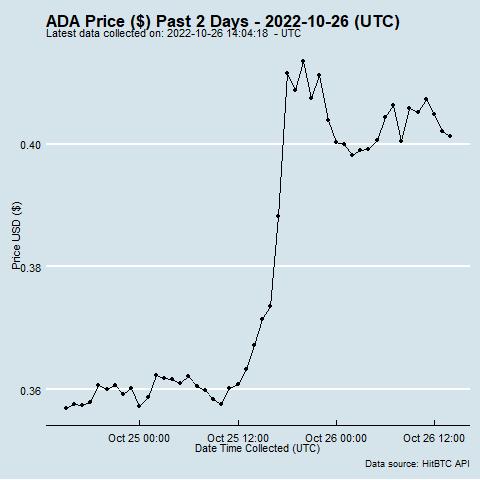 ADA Price ($) Past 2 Days - 2022-10-26 (UTC)
Latest data collected on: 2022-10-26 14:04:18 - UTC
0.40
0.38
0.36
Price USD ($)
Oct 25 00:00
Oct 25 12:00
Oct 26 00:00
Oct 26 12:00
Date Time Collected (UTC)
Data source: HitBTC API